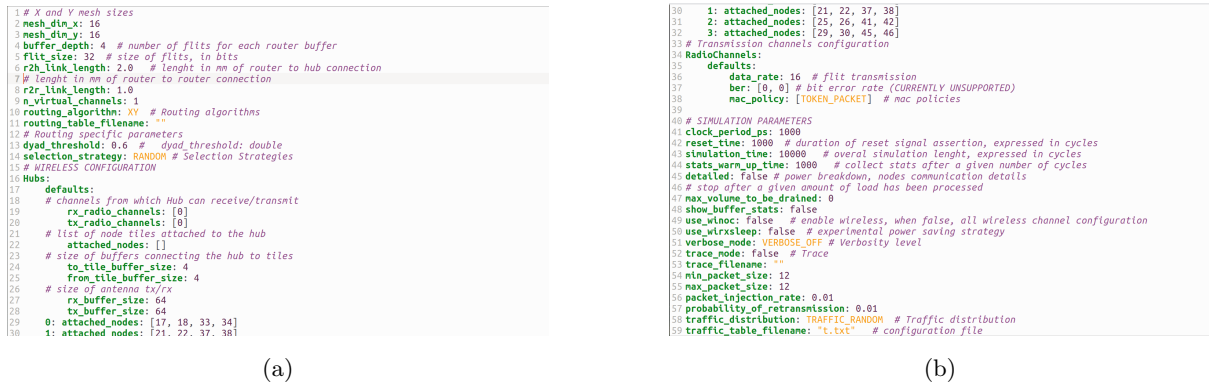 1 # X and Y mesh sizes
2 mesh_dim_x: 16
3 mesh_dim_y: 16
4 buffer_depth: 4 # number of flits for each router buffer
5 flit_size: 32 # size of flits, in bits
6 r2h_link_length: 2.0 # lenght in mm of router to hub connection
7 # lenght in mm of router to router connection
8 r2r_link_length: 1.0
9 n_virtual_channels: 1
10 routing_algorithm: XY # Routing algorithms
11 routing_table_filename: ""
12 # Routing specific parameters
13 dyad_threshold: 0.6 # dyad_threshold: double
14 selection_strategy: RANDOM # Selection Strategies
15 # WIRELESS CONFIGURATION
16 Hubs:
17 defaults:
18 # channels from which Hub can receive/transmit
19 rx_radio_channels: [0]
20 tx_radio_channels: [0]
21 # list of node tiles attached to the hub
22 attached_nodes: []
23 # size of buffers connecting the hub to tiles
24 to_tile_buffer_size: 4
25 from_tile_buffer_size: 4
26 # size of antenna tx/rx
27 rx_buffer_size: 64
28 tx_buffer_size: 64
29 0: attached_nodes: [17, 18, 33, 34]
30 1: attached_nodes: [21, 22, 37, 38]
(a)
30 1: attached_nodes: [21, 22, 37, 38]
31 2: attached_nodes: [25, 26, 41, 42]
32 3: attached_nodes: [29, 30, 45, 46]
33 # Transmission channels configuration
34 RadioChannels:
35 defaults:
36 data_rate: 16 # flit transmission
37 ber: [0, 0] # bit error rate (CURRENTLY UNSUPPORTED)
38 mac_policy: [TOKEN_PACKET] # mac policies
39
40 # SIMULATION PARAMETERS
41 clock_period_ps: 1000
42 reset_time: 1000 # duration of reset signal assertion, expressed in cycles
43 simulation_time: 10000 # overal simulation lenght, expressed in cycles
44 stats_warm_up_time: 1000 # collect stats after a given number of cycles
45 detailed: false # power breakdown, nodes communication details
46 # stop after a given amount of load has been processed
47 max_volume_to_be_drained: 0
48 show_buffer_stats: false
49 use_winoc: false # enable wireless, when false, all wireless channel configuration
50 use_wirxsleep: false # experimental power saving strategy
51 verbose_mode: VERBOSE_OFF # Verbosity level
52 trace_mode: false # Trace
53 trace_filename: ""
54 min_packet_size: 12
55 max_packet_size: 12
56 packet_injection_rate: 0.01
57 probability_of_retransmission: 0.01
58 traffic_distribution: TRAFFIC_RANDOM # Traffic distribution
59 traffic_table_filename: "t.txt" # configuration file
(b)